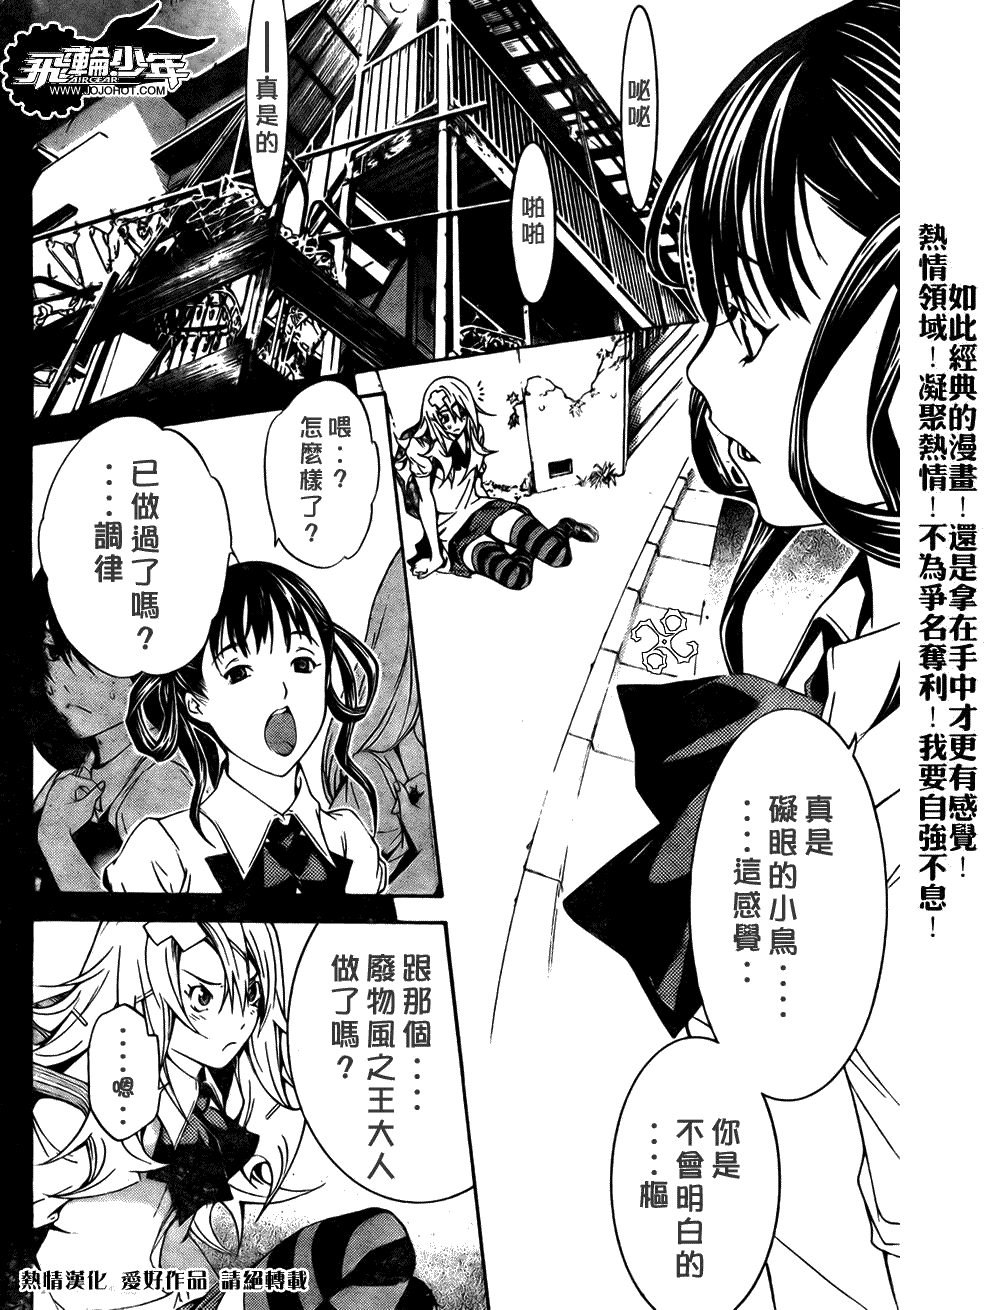 飛輪少年
AIR GEAR
WWW.JOJOHOT.COM
如此經典的漫畫！還是拿在手中才更有感覺！
熱情領域！凝聚熱情！不為爭名奪利！我要自強不息！
咇咇
啪啪
——真是的
真是
礙眼的小鳥‥‥
‥‥這感覺‥
你是
不會明白的
‥‥樞
喂‥？
怎麼樣了？
已做過了嗎？
‥‥調律
跟那個‥‥
廢物風之王大人
做了嗎？
‥‥嗯‥
熱情漢化 愛好作品 請絕轉載